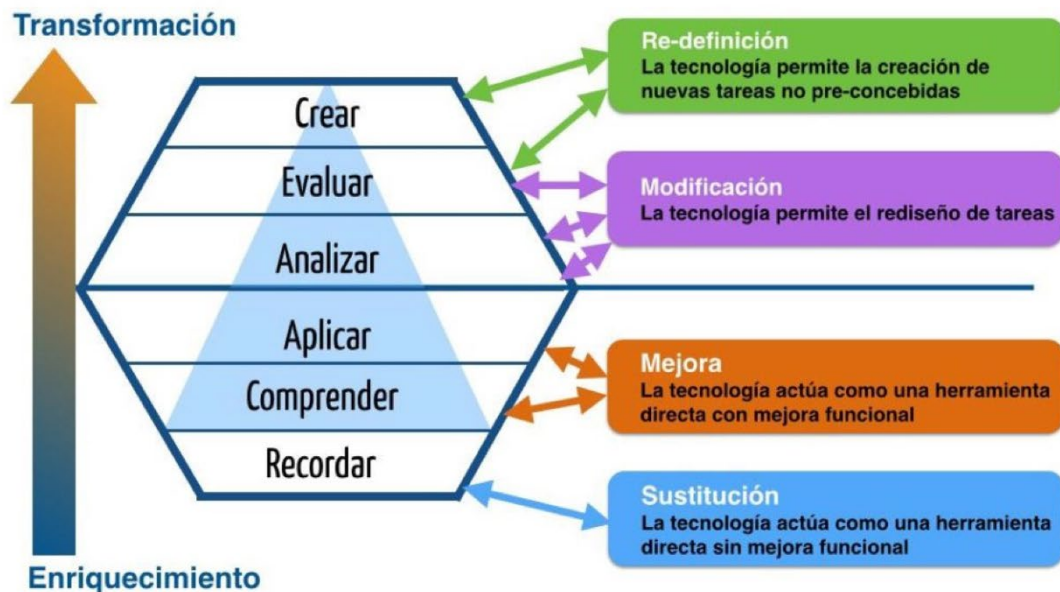 Transformación
Crear
Evaluar
Analizar
Aplicar
Comprender
Recordar
Enriquecimiento
Re-definición
La tecnología permite la creación de
nuevas tareas no pre-concebidas
Modificación
La tecnología permite el rediseño de tareas
Mejora
La tecnología actúa como una herramienta
directa con mejora funcional
Sustitución
La tecnología actúa como una herramienta
directa sin mejora funcional